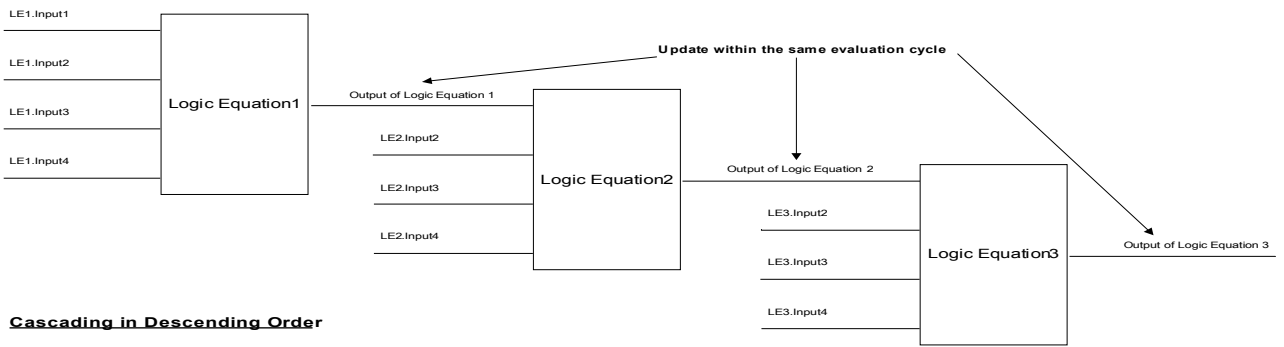 LE1.Input1
Update within the same evaluation cycle
LE1.Input2
Logic Equation1
Output of Logic Equation 1
LE1.Input3
LE2.Input2
LE1.Input4
Output of Logic Equation 2
Logic Equation2
LE2.Input3
LE3.Input2
LE2.Input4
Output of Logic Equation 3
Logic Equation3
LE3.Input3
LE3.Input4
Cascading in Descending Order